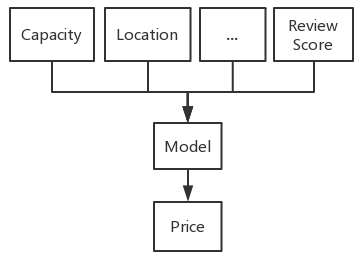 Capacity
Location
...
Review
Score
Model
Price